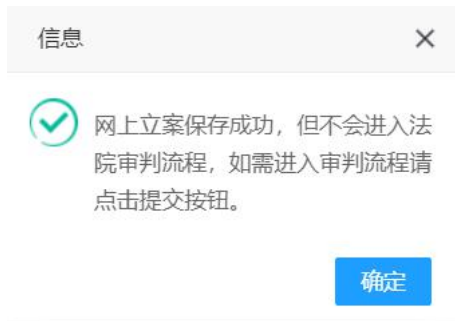 信息
网上立案保存成功，但不会进入法
院审判流程，如需进入审判流程请
点击提交按钮。
确定